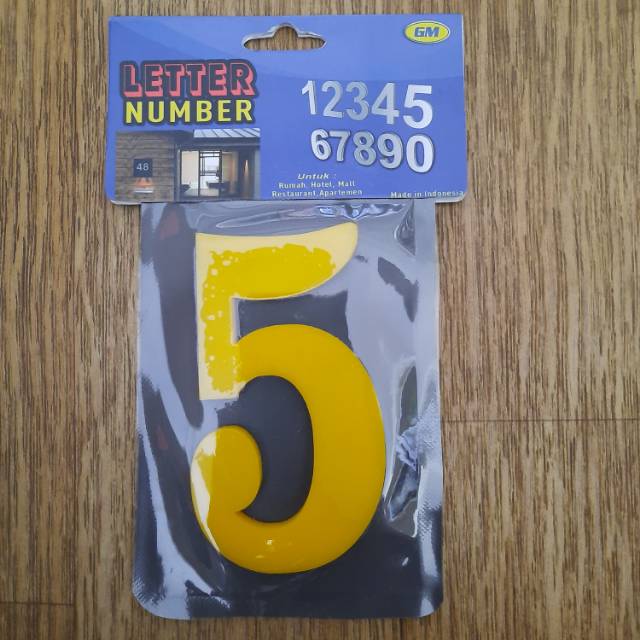 GM
LETTER
NUMBER
12345
67890
48
Untuk :
Rumah, Hotel, Mall
Restaurant,Apartemen
Made in Indonesia
5